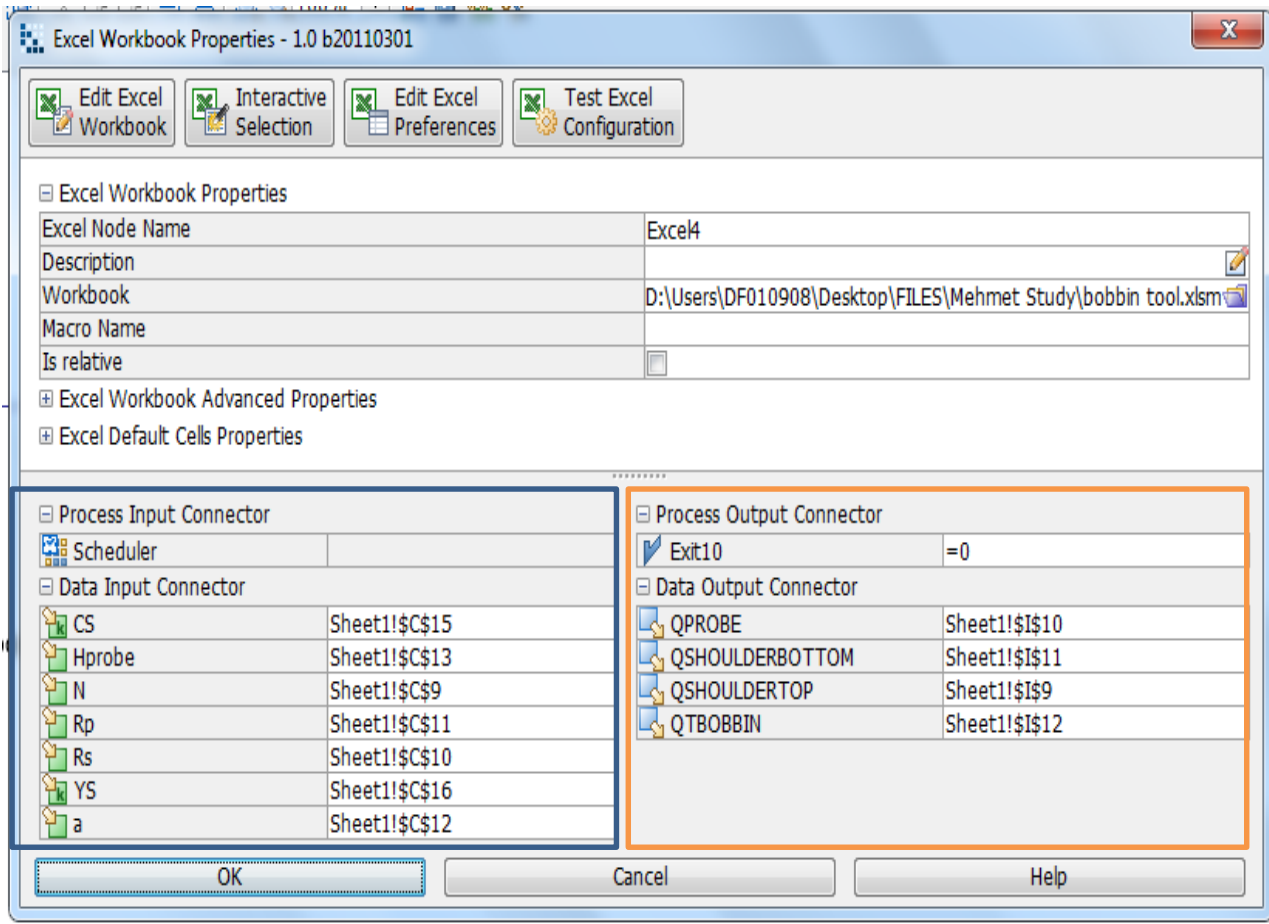 Excel Workbook Properties - 1.0 b20110301
X
Edit Excel Workbook
Interactive Selection
Edit Excel Preferences
Test Excel Configuration
Excel Workbook Properties
Excel Node Name Excel4
Description
Workbook D:\Users\DF010908\Desktop\FILES\Mehmet Study\bobbin tool.xlsm
Macro Name
Is relative
Excel Workbook Advanced Properties
Excel Default Cells Properties
Process Input Connector
Scheduler
Data Input Connector
CS Sheet1!$C$15
Hprobe Sheet1!$C$13
N Sheet1!$C$9
Rp Sheet1!$C$11
Rs Sheet1!$C$10
YS Sheet1!$C$16
a Sheet1!$C$12
Process Output Connector
Exit10 =0
Data Output Connector
QPROBE Sheet1!$I$10
QSHOULDERBOTTOM Sheet1!$I$11
QSHOULDERTOP Sheet1!$I$9
QTBOBBIN Sheet1!$I$12
OK
Cancel
Help